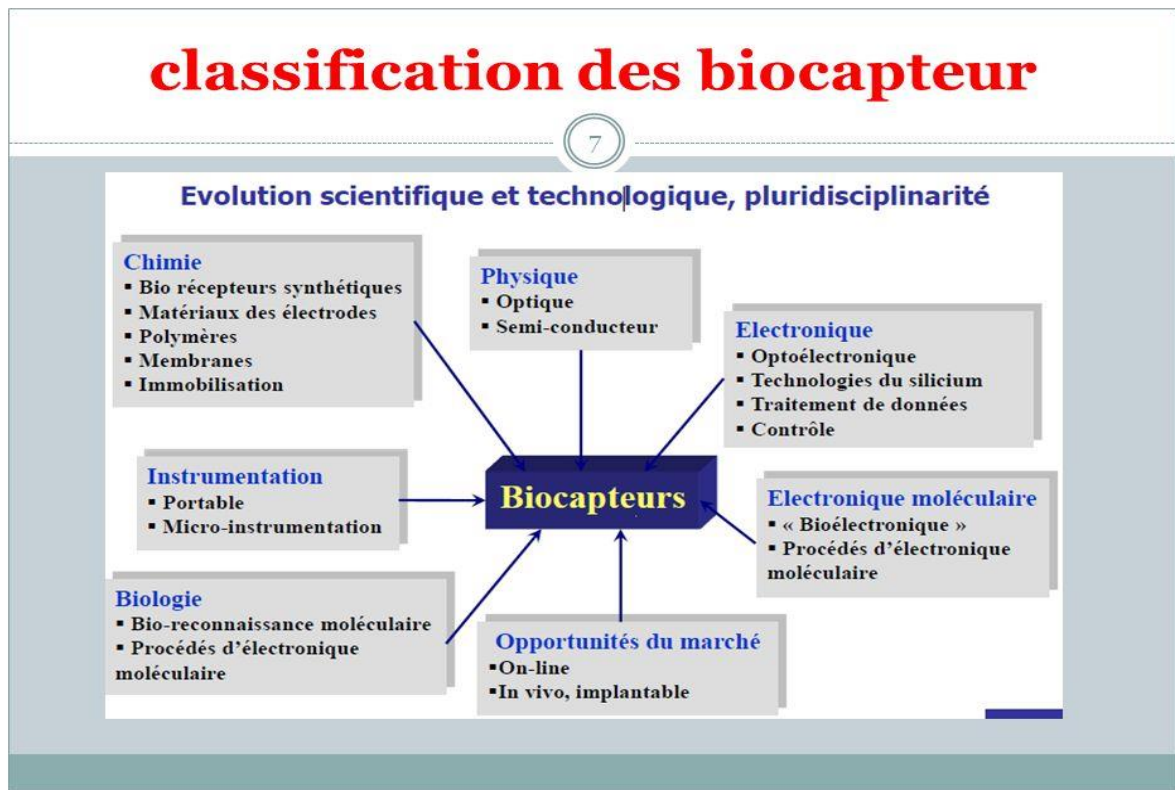 classification des biocapteur
7
Evolution scientifique et technologique, pluridisciplinarité
Chimie
▪ Bio récepteurs synthétiques
▪ Matériaux des électrodes
▪ Polymères
▪ Membranes
▪ Immobilisation
Physique
▪ Optique
▪ Semi-conducteur
Electronique
▪ Optoélectronique
▪ Technologies du silicium
▪ Traitement de données
▪ Contrôle
Instrumentation
▪ Portable
▪ Micro-instrumentation
Biocapteurs
Electronique moléculaire
▪ « Bioélectronique »
▪ Procédés d’électronique
moléculaire
Biologie
▪ Bio-reconnaissance moléculaire
▪ Procédés d’électronique
moléculaire
Opportunités du marché
▪On-line
▪In vivo, implantable